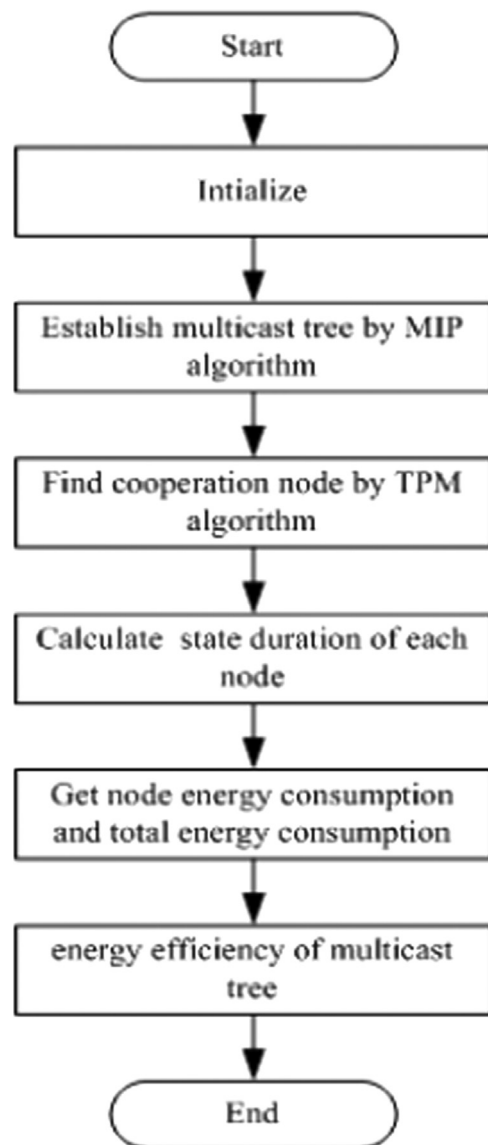 Start
Intialize
Establish multicast tree by MIP
algorithm
Find cooperation node by TPM
algorithm
Calculate state duration of each
node
Get node energy consumption
and total energy consumption
energy efficiency of multicast
tree
End